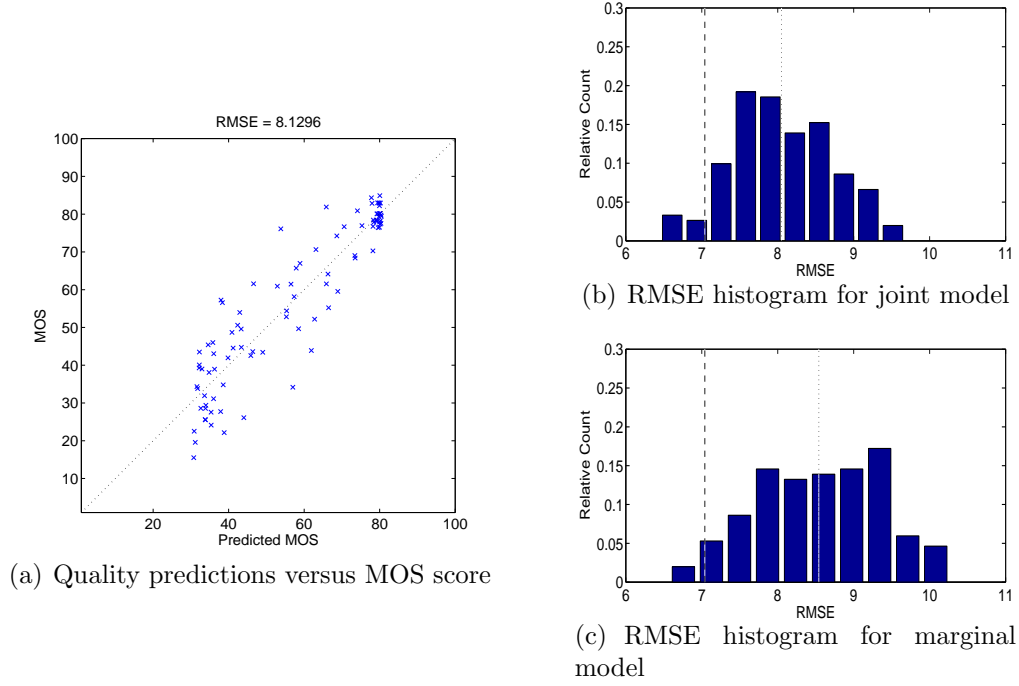 RMSE = 8.1296
100
90
80
70
60
50
40
30
20
10
MOS
20 40 60 80 100
Predicted MOS
(a) Quality predictions versus MOS score
0.3
0.25
0.2
0.15
0.1
0.05
0
Relative Count
6 7 8 9 10 11
RMSE
(b) RMSE histogram for joint model
0.3
0.25
0.2
0.15
0.1
0.05
0
Relative Count
6 7 8 9 10 11
RMSE
(c) RMSE histogram for marginal
model